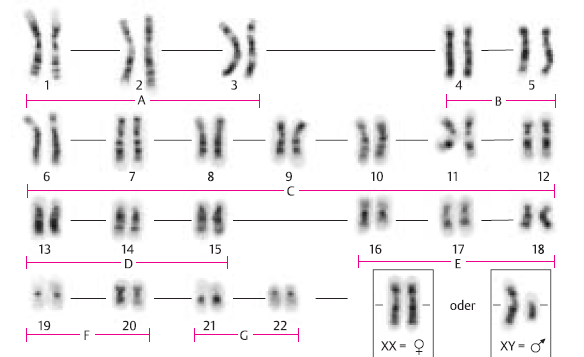 1 2 3 4 5
A B
6 7 8 9 10 11 12
C
13 14 15 16 17 18
D E
oder
19 20 21 22
F G
XX = ♀ XY = ♂